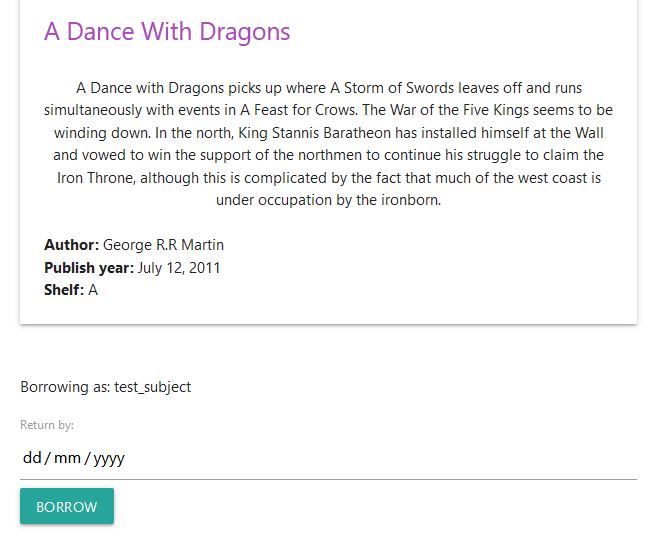 A Dance With Dragons
A Dance with Dragons picks up where A Storm of Swords leaves off and runs
simultaneously with events in A Feast for Crows. The War of the Five Kings seems to be
winding down. In the north, King Stannis Baratheon has installed himself at the Wall
and vowed to win the support of the northmen to continue his struggle to claim the
Iron Throne, although this is complicated by the fact that much of the west coast is
under occupation by the ironborn.
Author: George R.R Martin
Publish year: July 12, 2011
Shelf: A
Borrowing as: test_subject
Return by:
dd/mm/yyyy
BORROW